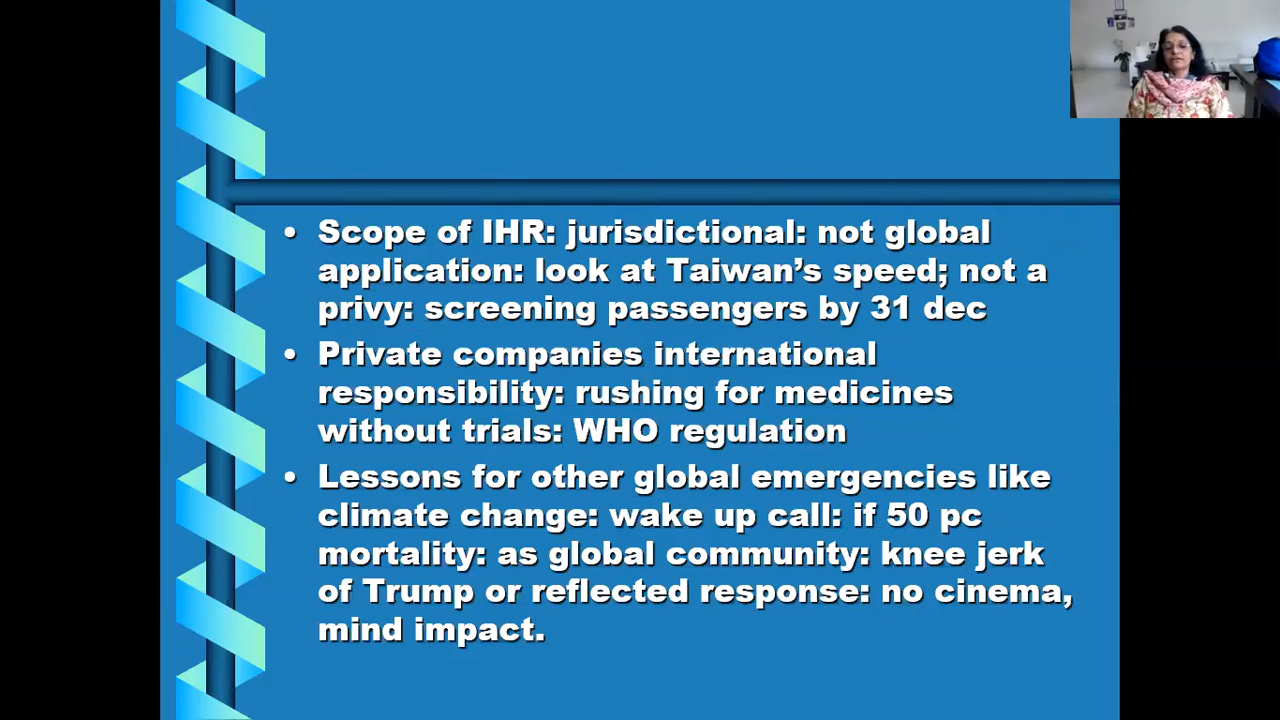 • Scope of IHR: jurisdictional: not global
application: look at Taiwan’s speed; not a
privy: screening passengers by 31 dec
• Private companies international
responsibility: rushing for medicines
without trials: WHO regulation
• Lessons for other global emergencies like
climate change: wake up call: if 50 pc
mortality: as global community: knee jerk
of Trump or reflected response: no cinema,
mind impact.